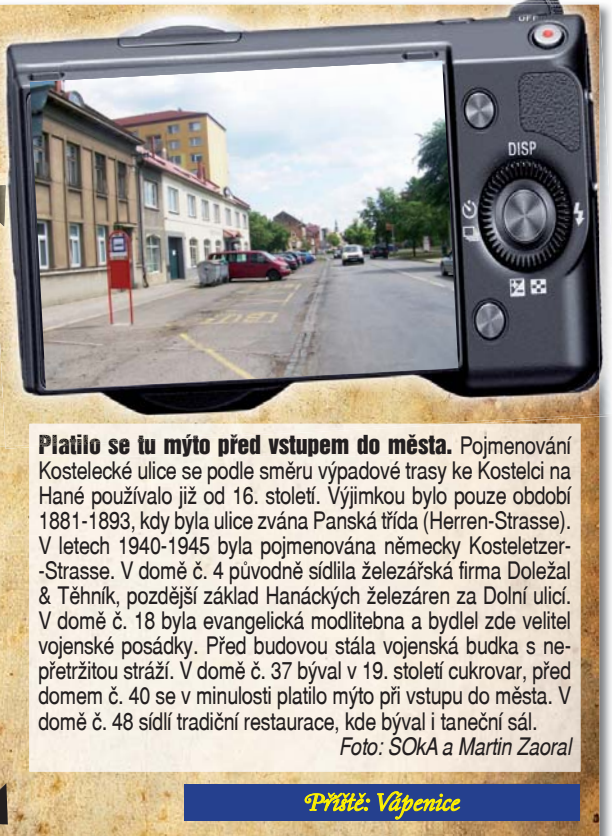 OFF
DISP
Platilo se tu mýto před vstupem do města. Pojmenování
Kostelecké ulice se podle směru výpadové trasy ke Kostelci na
Hané používalo již od 16. století. Výjimkou bylo pouze období
1881-1893, kdy byla ulice zvána Panská třída (Herren-Strasse).
V letech 1940-1945 byla pojmenována německy Kosteletzer-
-Strasse. V domě č. 4 původně sídlila železářská firma Doležal
& Těhník, pozdější základ Hanáckých železáren za Dolní ulicí.
V domě č. 18 byla evangelická modlitebna a bydlel zde velitel
vojenské posádky. Před budovou stála vojenská budka s ne-
přetržitou stráží. V domě č. 37 býval v 19. století cukrovar, před
domem č. 40 se v minulosti platilo mýto při vstupu do města. V
domě č. 48 sídlí tradiční restaurace, kde býval i taneční sál.
Foto: SOkA a Martin Zaoral
Příště: Vápenice